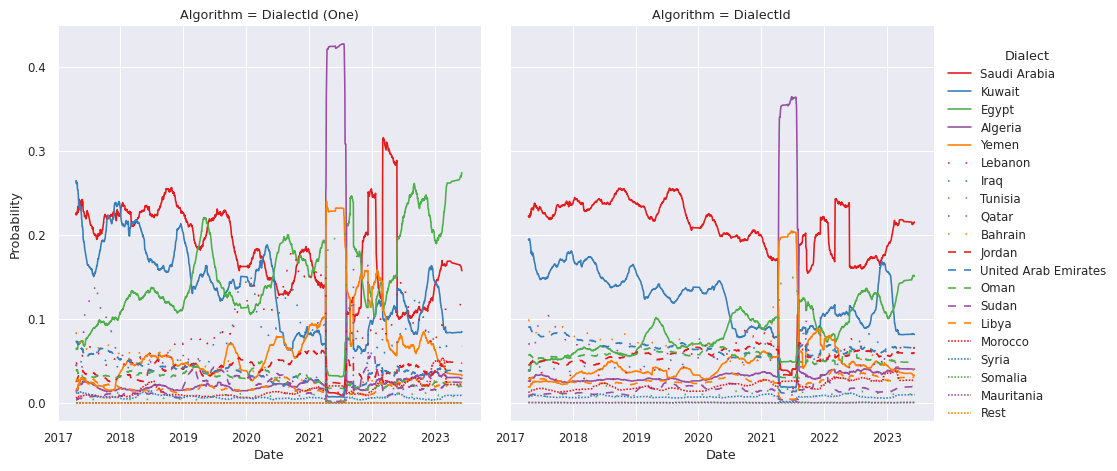 Algorithm = DialectId (One)
Algorithm = DialectId
Probability
0.4
0.3
0.2
0.1
0.0
2017 2018 2019 2020 2021 2022 2023
Date
2017 2018 2019 2020 2021 2022 2023
Date
Dialect
Saudi Arabia
Kuwait
Egypt
Algeria
Yemen
Lebanon
Iraq
Tunisia
Qatar
Bahrain
Jordan
United Arab Emirates
Oman
Sudan
Libya
Morocco
Syria
Somalia
Mauritania
Rest